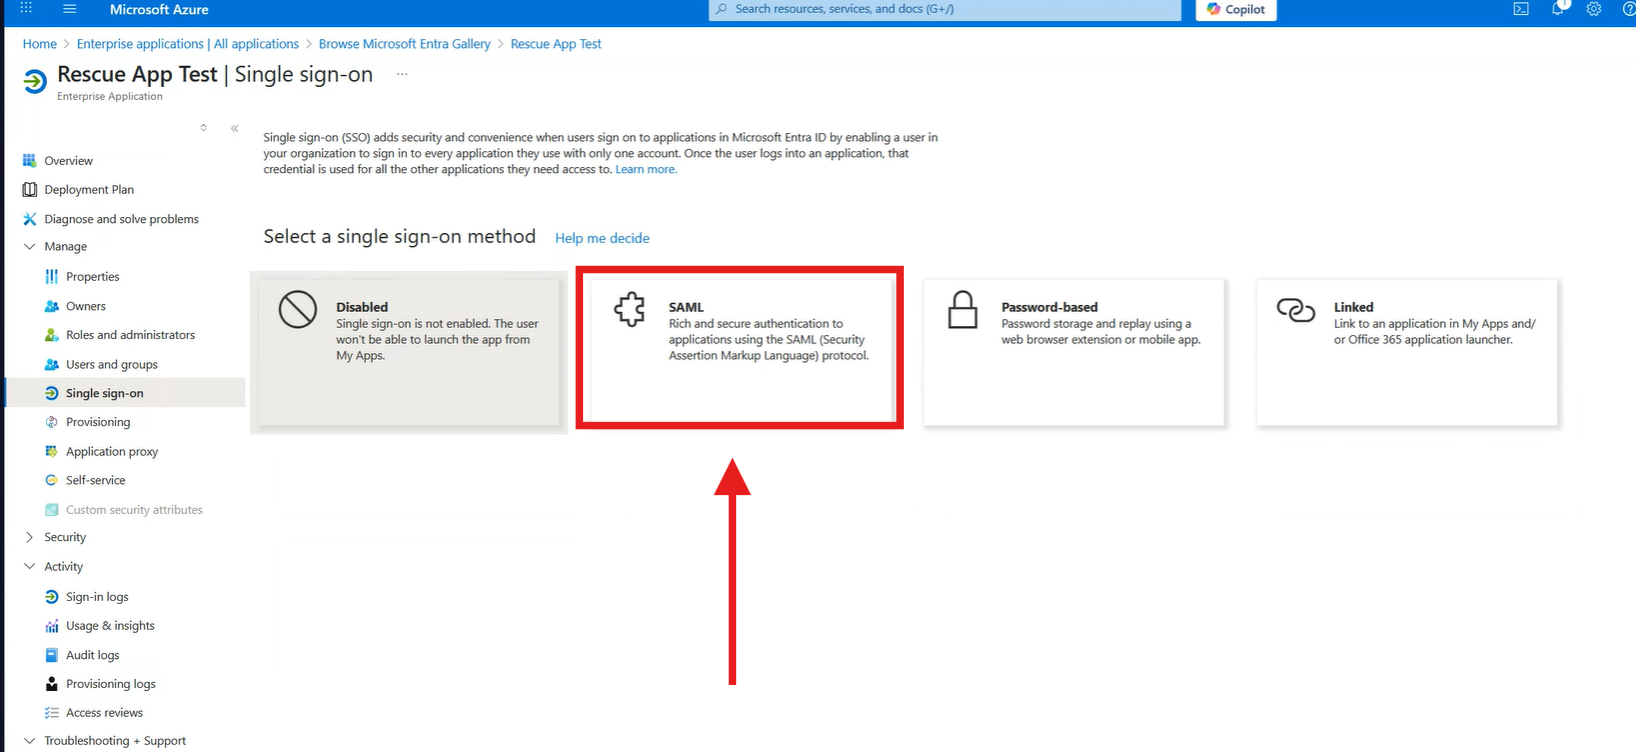 Microsoft Azure
Search resources, services, and docs (G+/)
Copilot
1
Home > Enterprise applications | All applications > Browse Microsoft Entra Gallery > Rescue App Test
Rescue App Test | Single sign-on ...
Enterprise Application
Overview
Deployment Plan
Diagnose and solve problems
Manage
Properties
Owners
Roles and administrators
Users and groups
Single sign-on
Provisioning
Application proxy
Self-service
Custom security attributes
Security
Activity
Sign-in logs
Usage & insights
Audit logs
Provisioning logs
Access reviews
Troubleshooting + Support
Single sign-on (SSO) adds security and convenience when users sign on to applications in Microsoft Entra ID by enabling a user in
your organization to sign in to every application they use with only one account. Once the user logs into an application, that
credential is used for all the other applications they need access to. Learn more.
Select a single sign-on method Help me decide
Disabled
Single sign-on is not enabled. The user
won't be able to launch the app from
My Apps.
SAML
Rich and secure authentication to
applications using the SAML (Security
Assertion Markup Language) protocol.
Password-based
Password storage and replay using a
web browser extension or mobile app.
Linked
Link to an application in My Apps and/
or Office 365 application launcher.